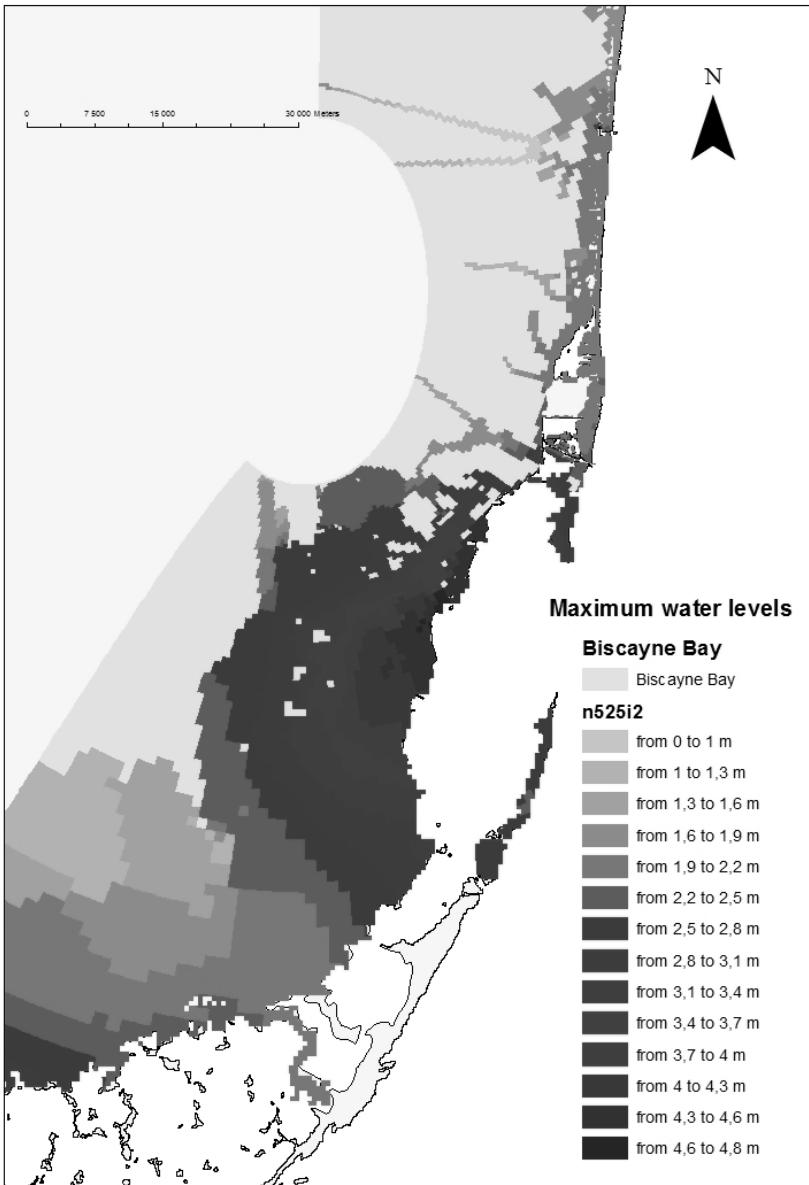 N
0 7 500 15 000 30 000 Meters
Maximum water levels
Biscayne Bay
Biscayne Bay
n525i2
from 0 to 1 m
from 1 to 1,3 m
from 1,3 to 1,6 m
from 1,6 to 1,9 m
from 1,9 to 2,2 m
from 2,2 to 2,5 m
from 2,5 to 2,8 m
from 2,8 to 3,1 m
from 3,1 to 3,4 m
from 3,4 to 3,7 m
from 3,7 to 4 m
from 4 to 4,3 m
from 4,3 to 4,6 m
from 4,6 to 4,8 m